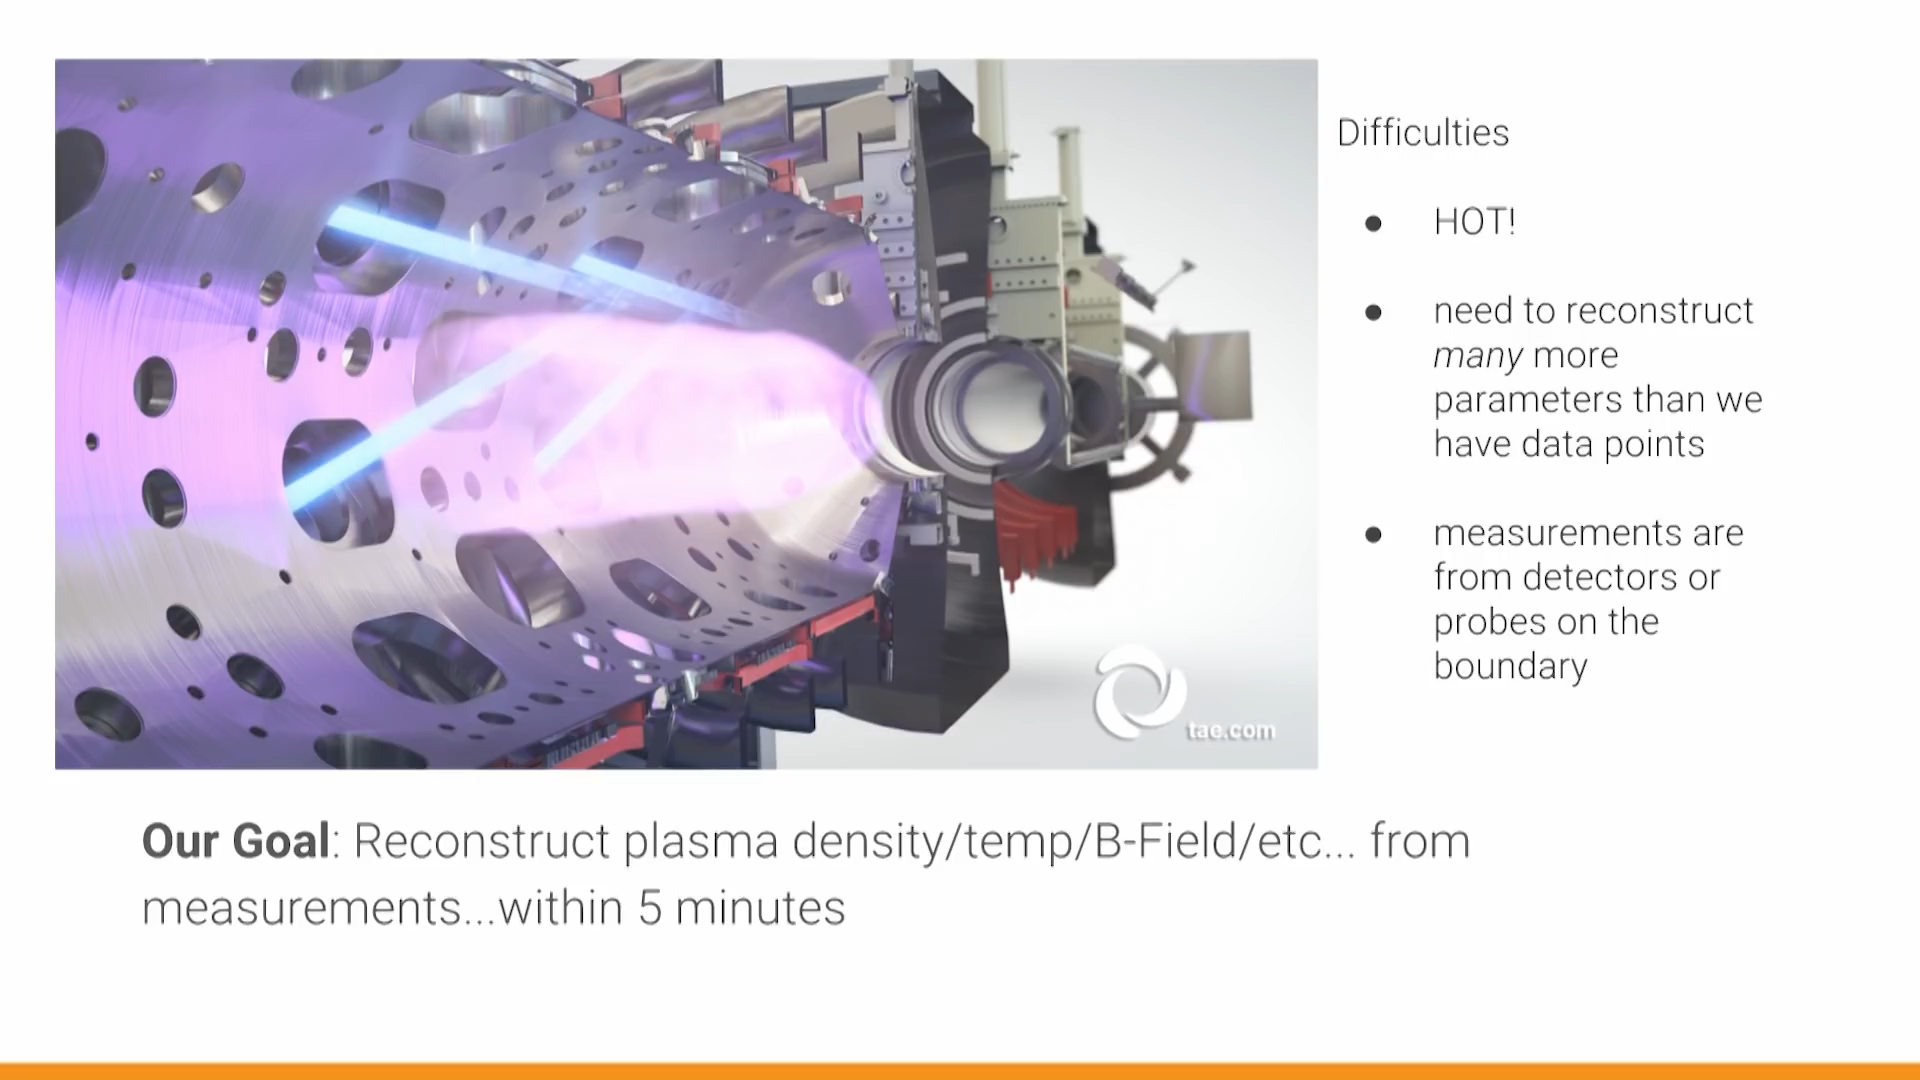 Difficulties
● HOT!
● need to reconstruct
many more
parameters than we
have data points
● measurements are
from detectors or
probes on the
boundary
tae.com
Our Goal: Reconstruct plasma density/temp/B-Field/etc... from
measurements...within 5 minutes